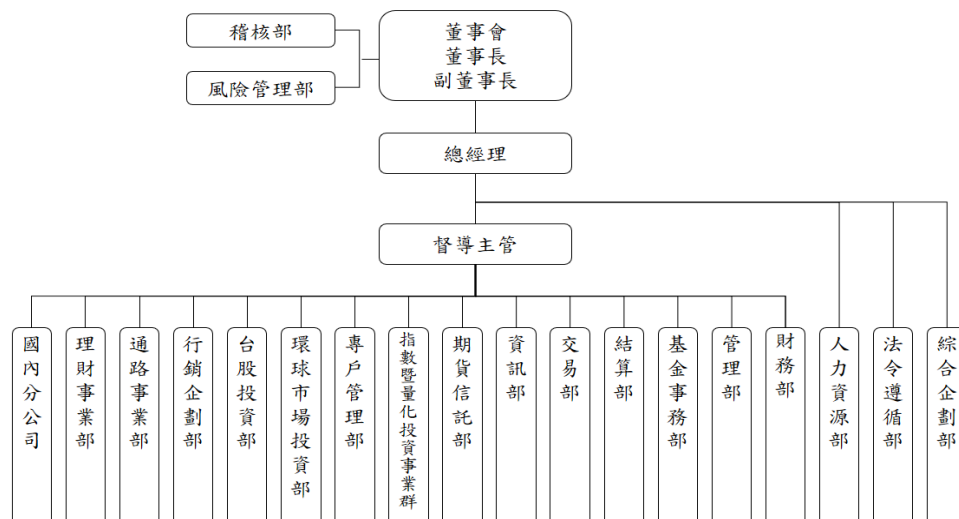 稽核部
董事會
董事長
副董事長
風險管理部
總經理
督導主管
國內分公司
理財事業部
通路事業部
行銷企劃部
台股投資部
環球市場投資部
專戶管理部
指數暨量化投資事業群
期貨信託部
資訊部
交易部
結算部
基金事務部
管理部
財務部
人力資源部
法令遵循部
綜合企劃部